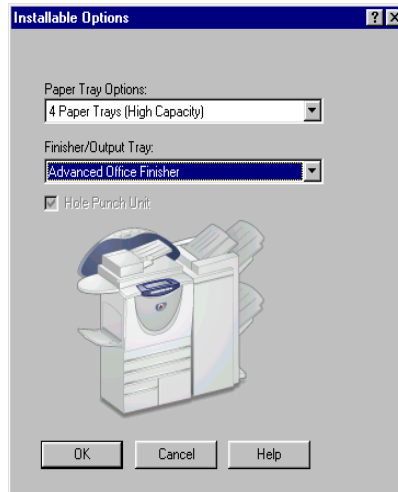 Installable Options
Paper Tray Options:
4 Paper Trays (High Capacity)
Finisher/Output Tray:
Advanced Office Finisher
Hole Punch Unit
OK Cancel Help